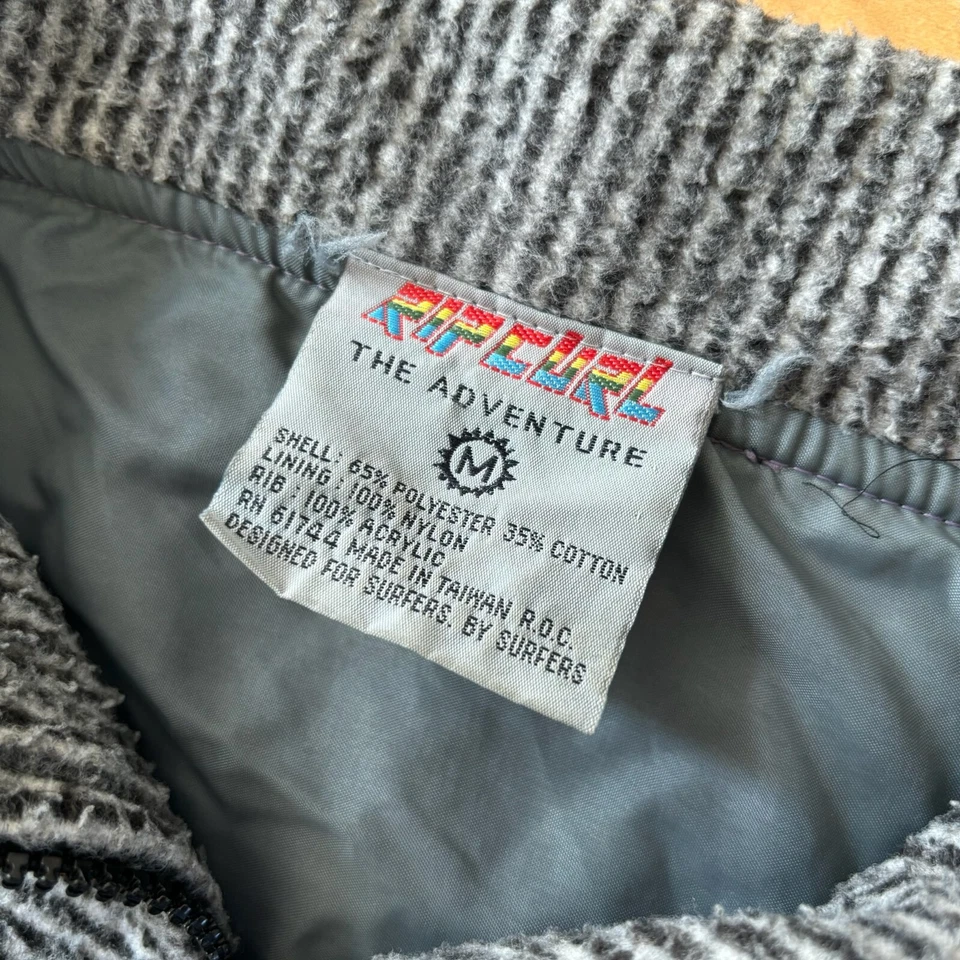 RIP CURL
THE ADVENTURE
M
SHELL: 65% POLYESTER 35% COTTON
LINING : 100% NYLON
RIB : 100% ACRYLIC
RN 61744 MADE IN TAIWAN R.O.C.
DESIGNED FOR SURFERS. BY SURFERS